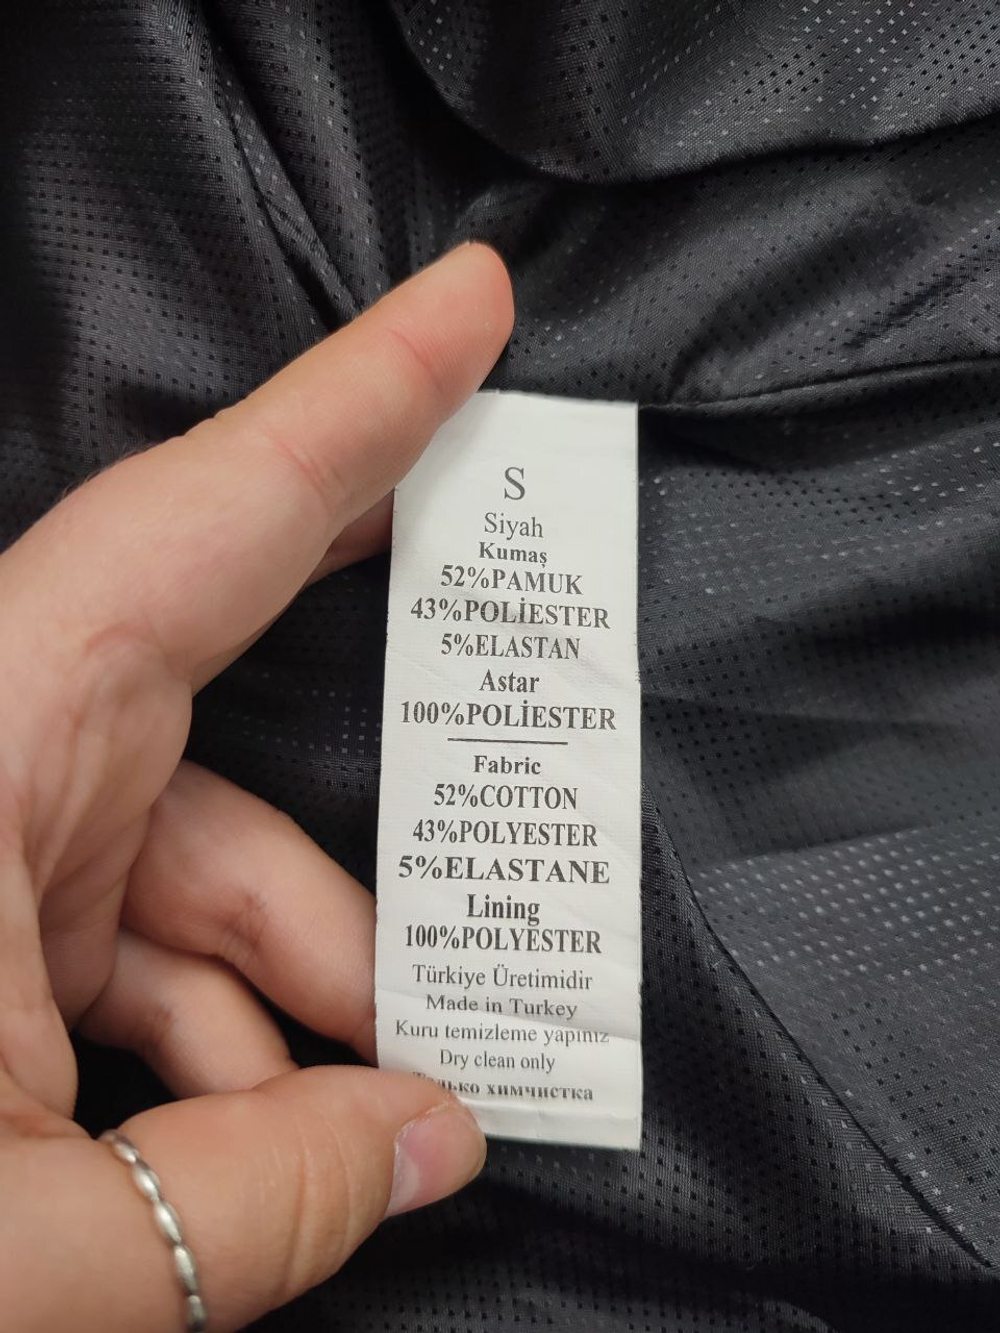 S
Siyah
Kumaş
52%PAMUK
43%POLİESTER
5%ELASTAN
Astar
100%POLİESTER
Fabric
52%COTTON
43%POLYESTER
5%ELASTANE
Lining
100%POLYESTER
Türkiye Üretimidir
Made in Turkey
Kuru temizleme yapınız
Dry clean only
химчистка